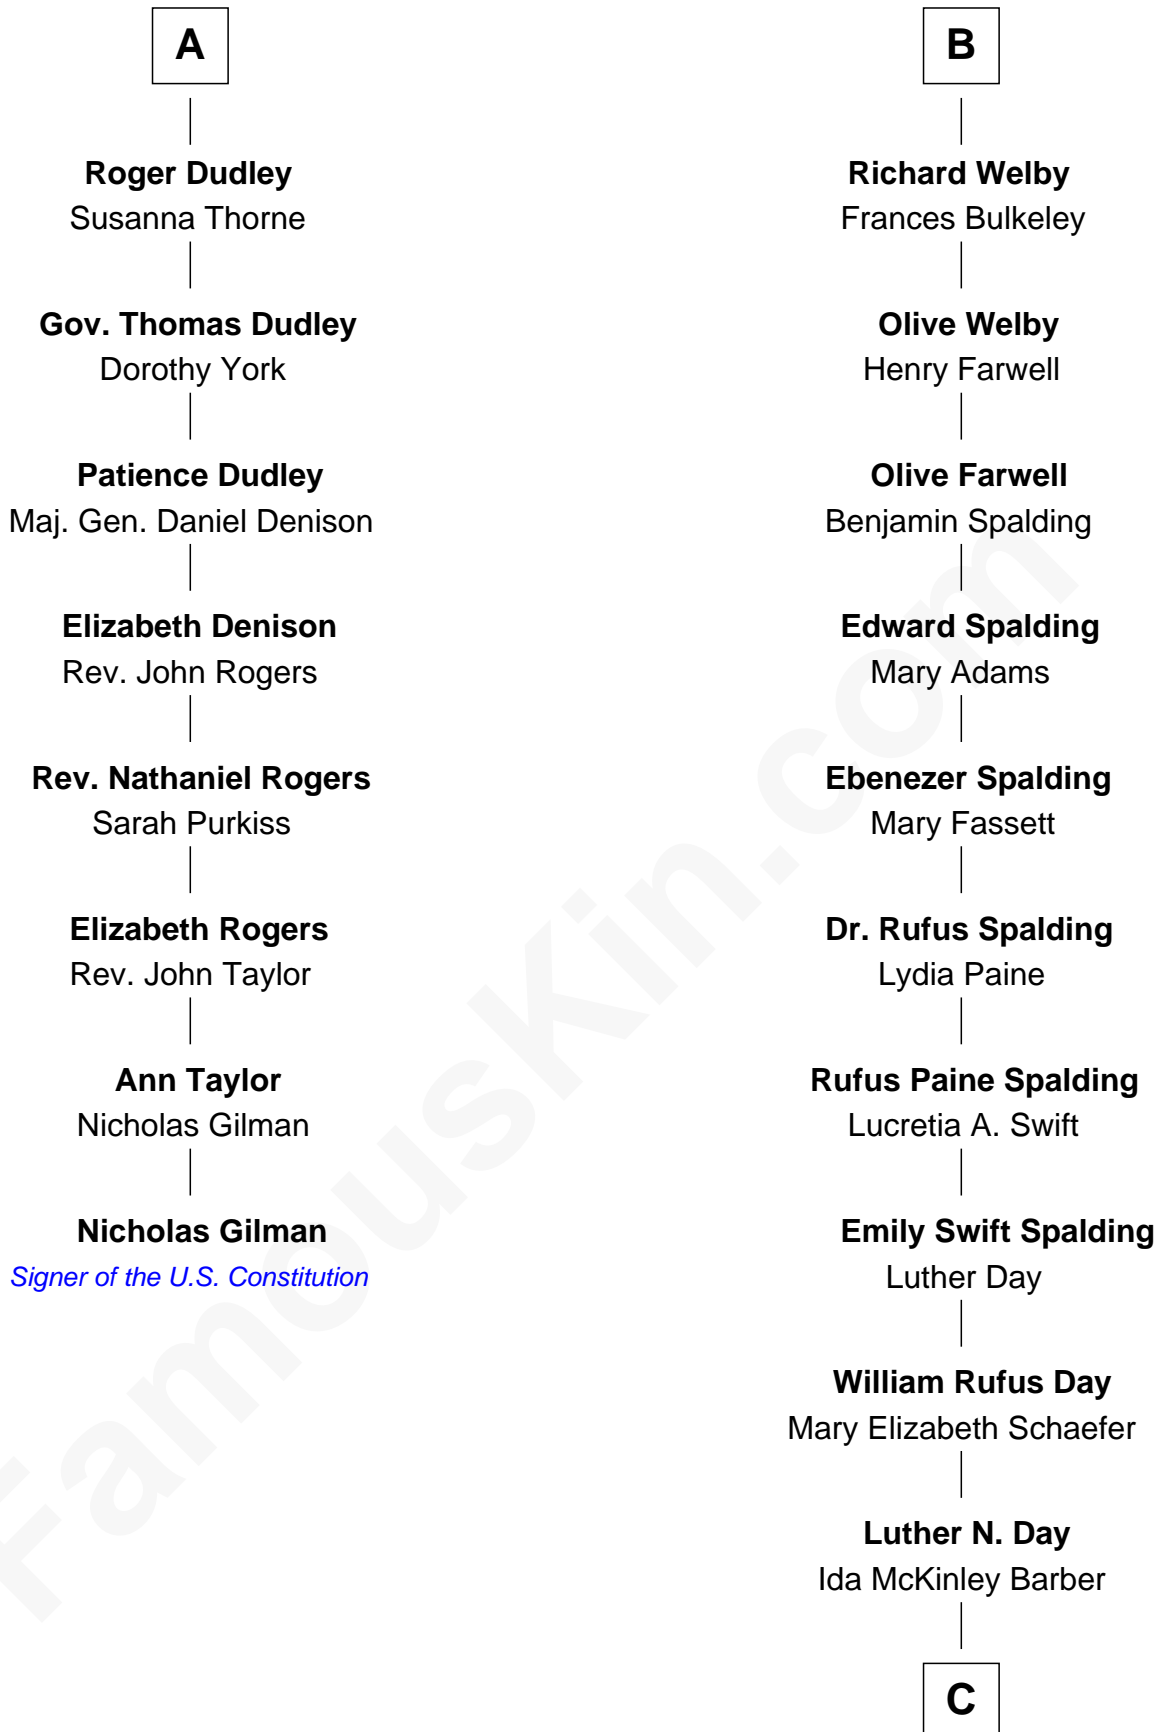 A
Roger Dudley
Susanna Thorne
Gov. Thomas Dudley
Dorothy York
Patience Dudley
Maj. Gen. Daniel Denison
Elizabeth Denison
Rev. John Rogers
Rev. Nathaniel Rogers
Sarah Purkiss
Elizabeth Rogers
Rev. John Taylor
Ann Taylor
Nicholas Gilman
Nicholas Gilman
Signer of the U.S. Constitution
B
Richard Welby
Frances Bulkeley
Olive Welby
Henry Farwell
Olive Farwell
Benjamin Spalding
Edward Spalding
Mary Adams
Ebenezer Spalding
Mary Fassett
Dr. Rufus Spalding
Lydia Paine
Rufus Paine Spalding
Lucretia A. Swift
Emily Swift Spalding
Luther Day
William Rufus Day
Mary Elizabeth Schaefer
Luther N. Day
Ida McKinley Barber
C
FamousKin.com